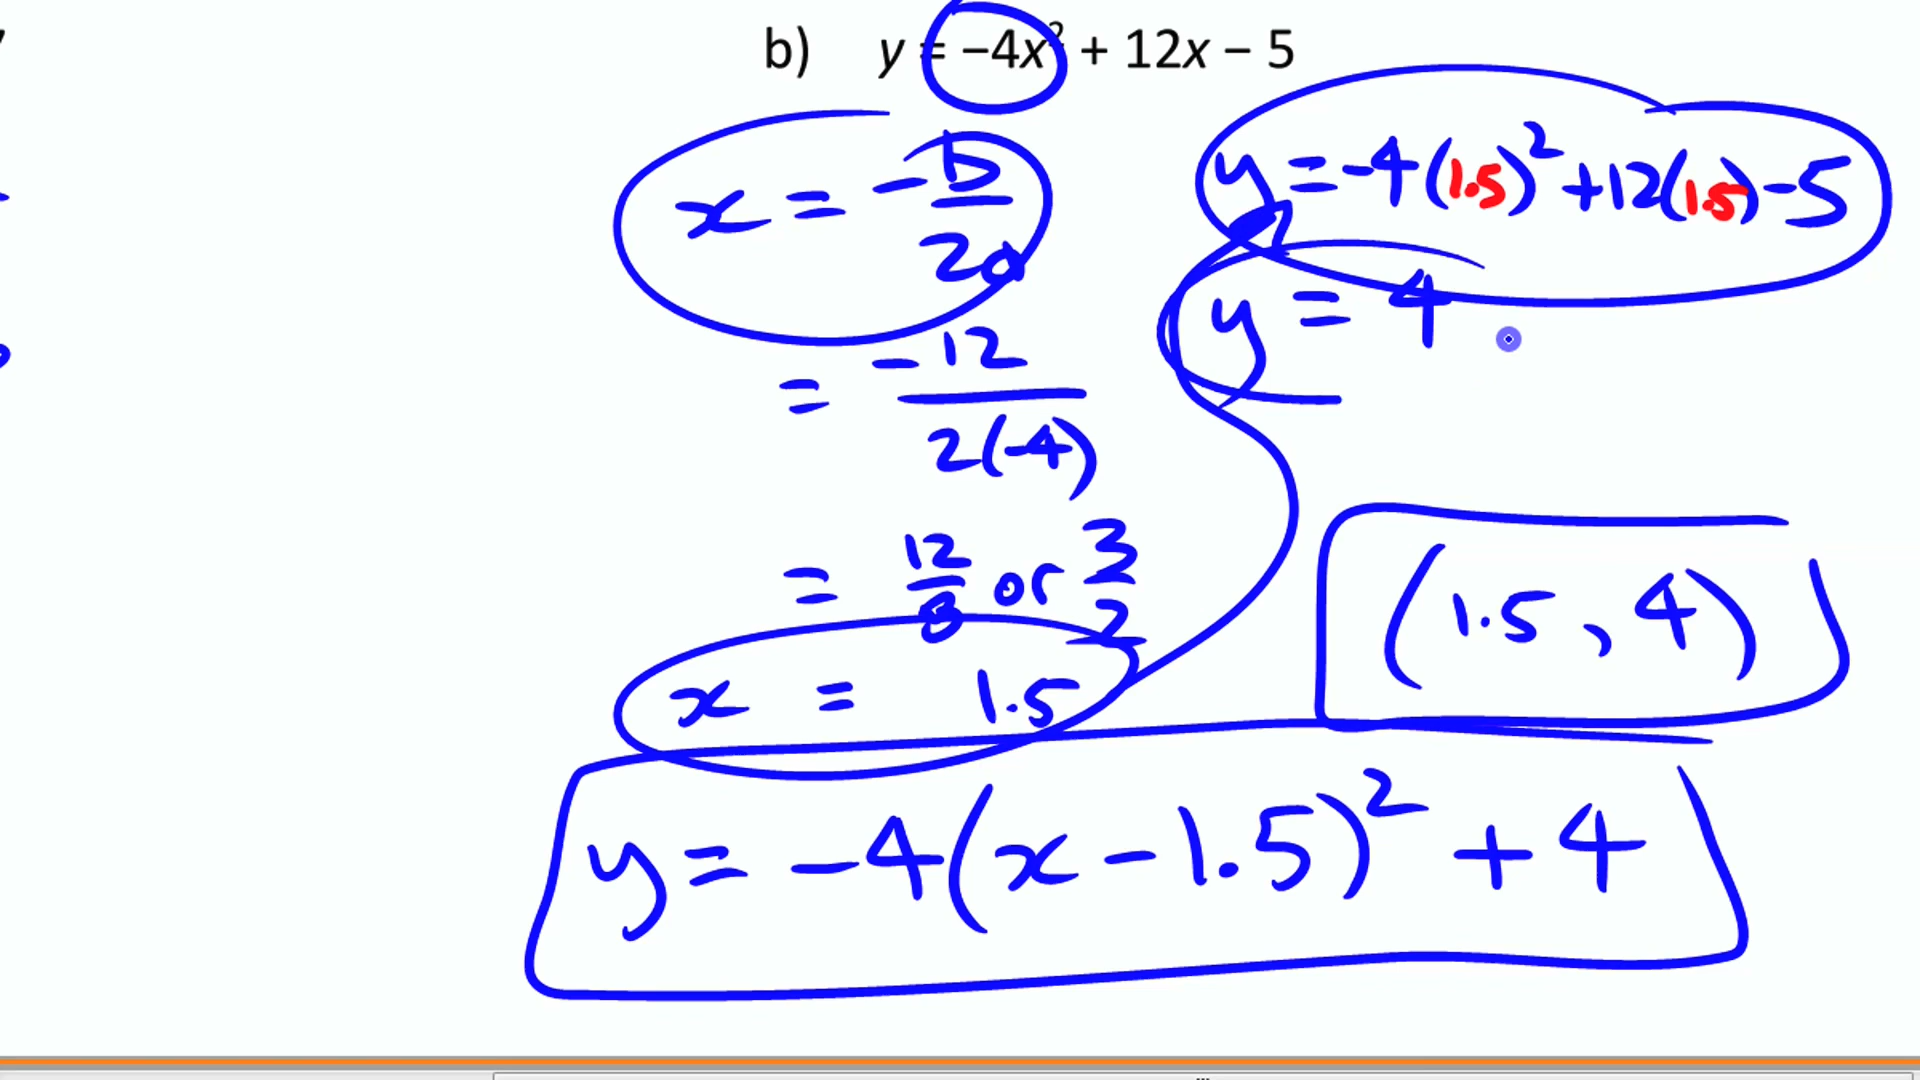 b) y = −4x² + 12x − 5
x = -b/2a
= -12/2(-4)
= 12/8 or 3/2
x = 1.5
y = -4(1.5)² + 12(1.5) - 5
y = 4
(1.5, 4)
y = -4(x - 1.5)² + 4